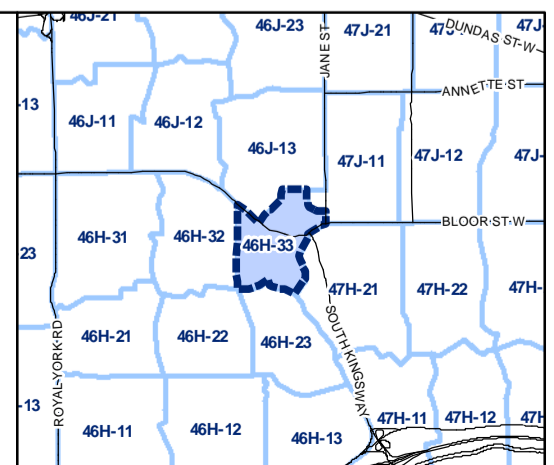 46J-21
46J-23
47J-21
47J
DUNDAS ST W
47J-
JANE ST
ANNETTE ST
-13
46J-11
46J-12
46J-13
47J-11
47J-12
47J-
BLOOR ST W
23
46H-31
46H-32
46H-33
47H-21
47H-22
47H-
46H-21
46H-22
46H-23
SOUTH KINGSWAY
ROYAL YORK RD
-13
46H-11
46H-12
46H-13
47H-11
47H-12
47H